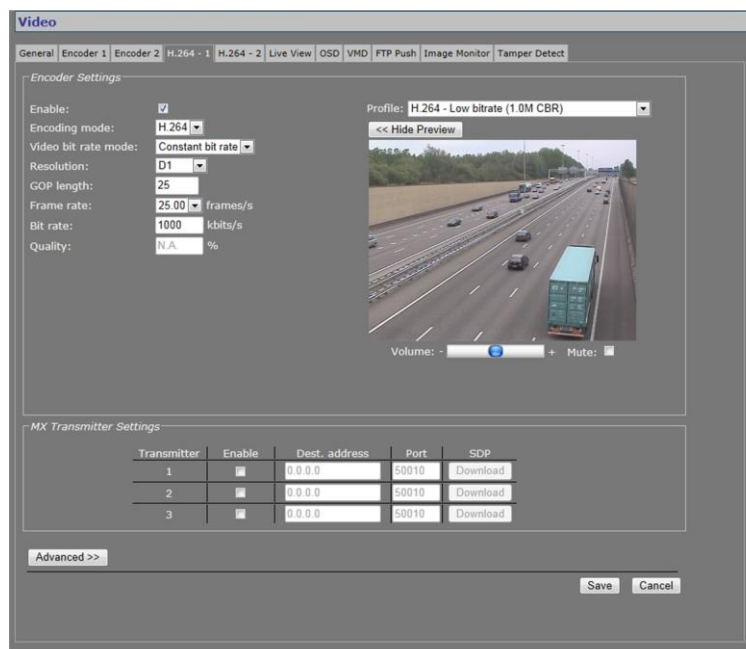 Video
General Encoder 1 Encoder 2 H.264 - 1 H.264 - 2 Live View OSD VMD FTP Push Image Monitor Tamper Detect
Encoder Settings
Enable:
Profile: H.264 - Low bitrate (1.0M CBR)
Encoding mode: H.264
<< Hide Preview
Video bit rate mode: Constant bit rate
Resolution: D1
GOP length: 25
Frame rate: 25.00 frames/s
Bit rate: 1000 kbits/s
Quality: N.A. %
Volume: - + Mute:
MX Transmitter Settings
Transmitter Enable Dest. address Port SDP
1 0.0.0.0 50010 Download
2 0.0.0.0 50010 Download
3 0.0.0.0 50010 Download
Advanced >>
Save Cancel